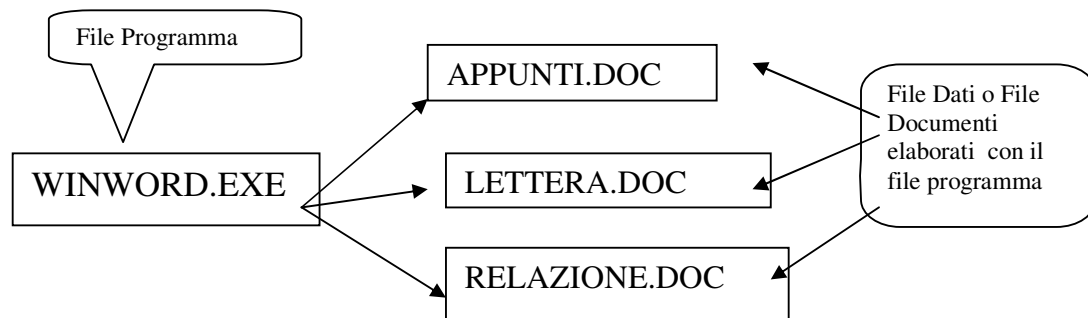 File Programma
APPUNTI.DOC
File Dati o File
Documenti
elaborati con il
file programma
WINWORD.EXE
LETTERA.DOC
RELAZIONE.DOC